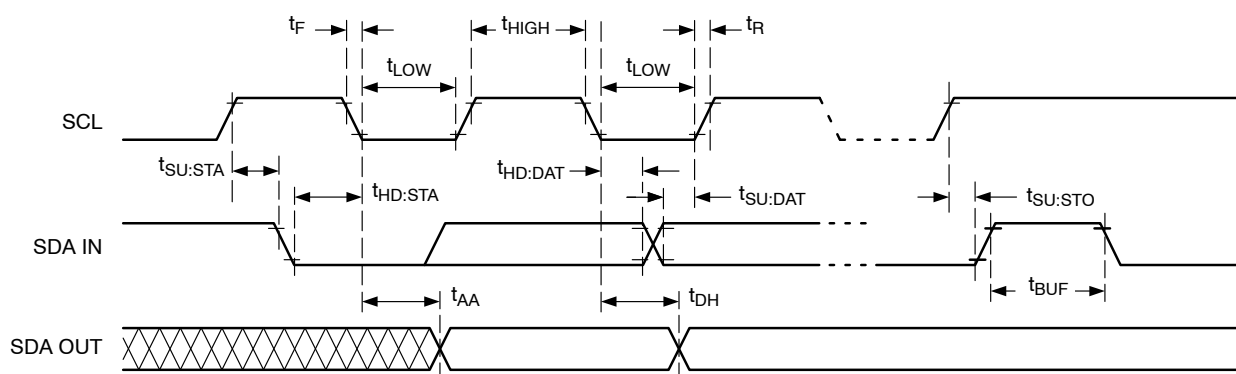 tF
tHIGH
tR
tLOW
tLOW
SCL
tSU:STA
tHD:STA
tHD:DAT
tSU:DAT
tSU:STO
SDA IN
tBUF
tAA
tDH
SDA OUT